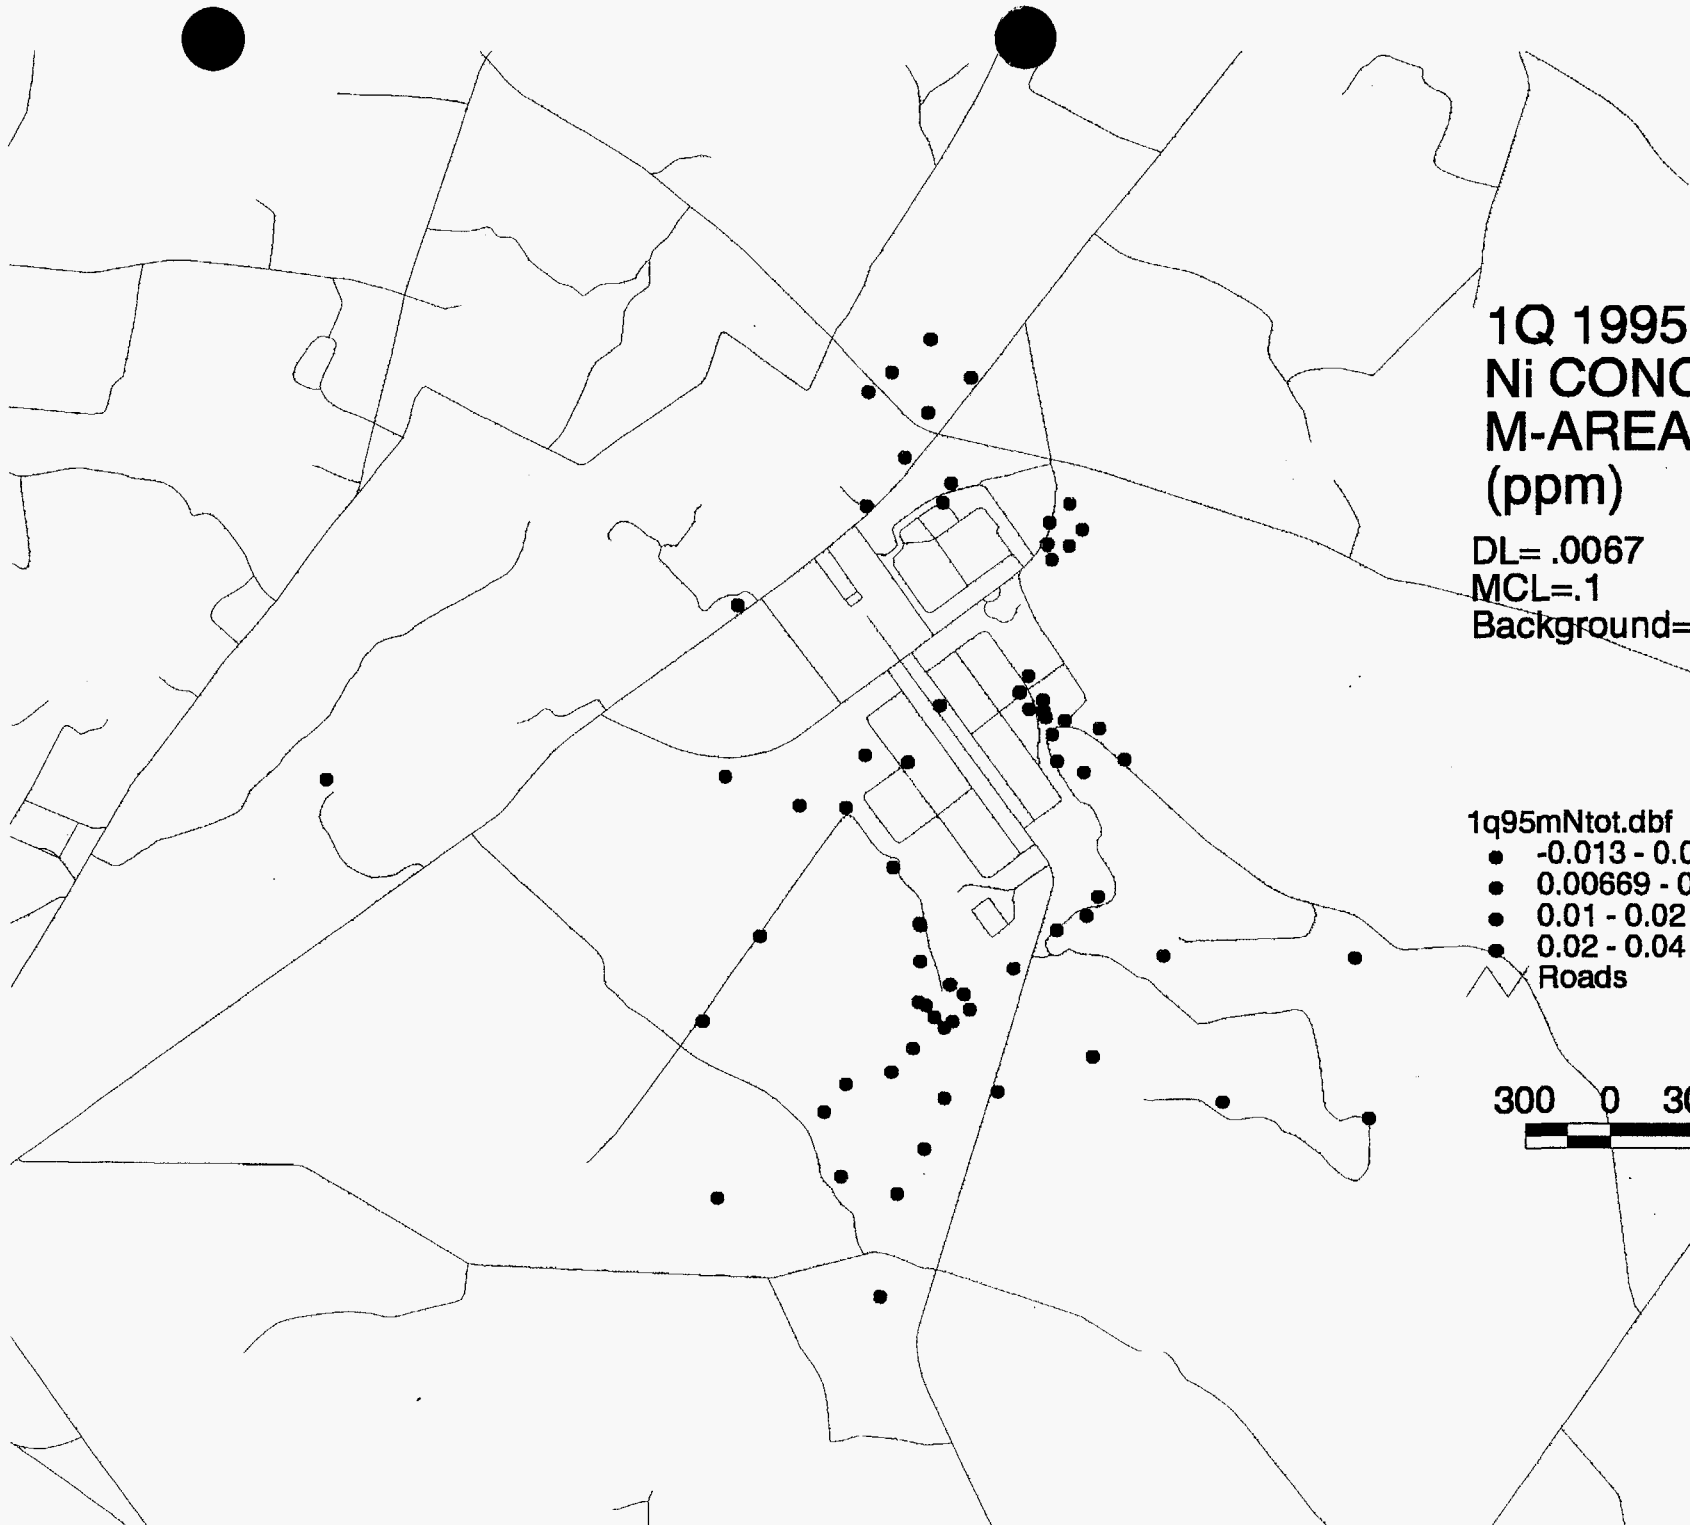 1Q 1995
Ni CONC
M-AREA
(ppm)
DL= .0067
MCL=.1
Background=
1q95mNtot.dbf
-0.013 - 0.0
0.00669 - 0
0.01 - 0.02
0.02 - 0.04
Roads
300 0 30